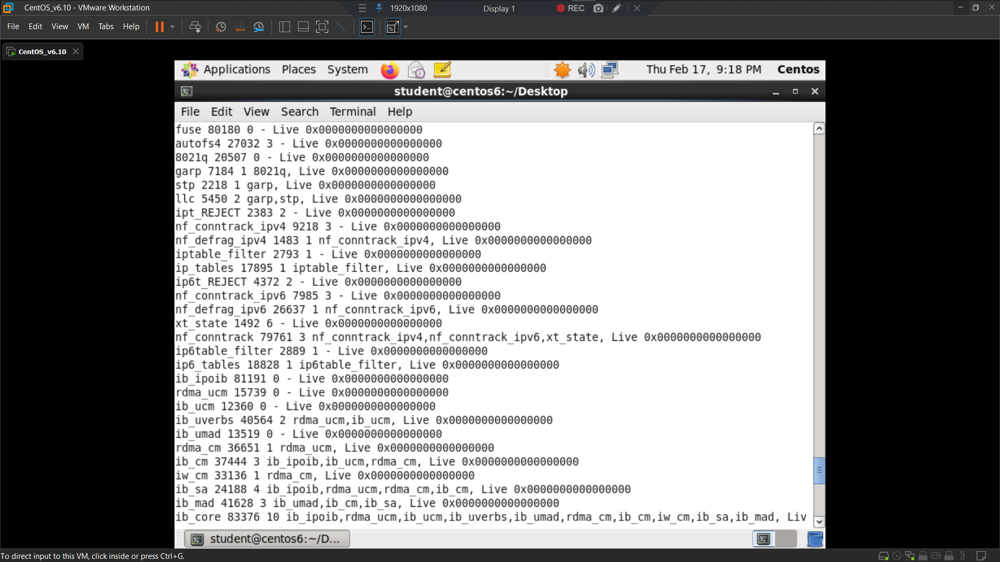 CentOS_v6.10 - VMware Workstation
1920x1080
Display 1
REC
File Edit View VM Tabs Help
CentOS_v6.10
Applications Places System
Thu Feb 17, 9:18 PM Centos
student@centos6:~/Desktop
File Edit View Search Terminal Help
fuse 80180 0 - Live 0x0000000000000000
autofs4 27032 3 - Live 0x0000000000000000
8021q 20507 0 - Live 0x0000000000000000
garp 7184 1 8021q, Live 0x0000000000000000
stp 2218 1 garp, Live 0x0000000000000000
llc 5450 2 garp,stp, Live 0x0000000000000000
ipt_REJECT 2383 2 - Live 0x0000000000000000
nf_conntrack_ipv4 9218 3 - Live 0x0000000000000000
nf_defrag_ipv4 1483 1 nf_conntrack_ipv4, Live 0x0000000000000000
iptable_filter 2793 1 - Live 0x0000000000000000
ip_tables 17895 1 iptable_filter, Live 0x0000000000000000
ip6t_REJECT 4372 2 - Live 0x0000000000000000
nf_conntrack_ipv6 7985 3 - Live 0x0000000000000000
nf_defrag_ipv6 26637 1 nf_conntrack_ipv6, Live 0x0000000000000000
xt_state 1492 6 - Live 0x0000000000000000
nf_conntrack 79761 3 nf_conntrack_ipv4,nf_conntrack_ipv6,xt_state, Live 0x0000000000000000
ip6table_filter 2889 1 - Live 0x0000000000000000
ip6_tables 18828 1 ip6table_filter, Live 0x0000000000000000
ib_ipoib 81191 0 - Live 0x0000000000000000
rdma_ucm 15739 0 - Live 0x0000000000000000
ib_ucm 12360 0 - Live 0x0000000000000000
ib_uverbs 40564 2 rdma_ucm,ib_ucm, Live 0x0000000000000000
ib_umad 13519 0 - Live 0x0000000000000000
rdma_cm 36651 1 rdma_ucm, Live 0x0000000000000000
ib_cm 37444 3 ib_ipoib,ib_ucm,rdma_cm, Live 0x0000000000000000
iw_cm 33136 1 rdma_cm, Live 0x0000000000000000
ib_sa 24188 4 ib_ipoib,rdma_ucm,rdma_cm,ib_cm, Live 0x0000000000000000
ib_mad 41628 3 ib_umad,ib_cm,ib_sa, Live 0x0000000000000000
ib_core 83376 10 ib_ipoib,rdma_ucm,ib_ucm,ib_uverbs,ib_umad,rdma_cm,ib_cm,iw_cm,ib_sa,ib_mad, Liv
student@centos6:~/D...
To direct input to this VM, click inside or press Ctrl+G.